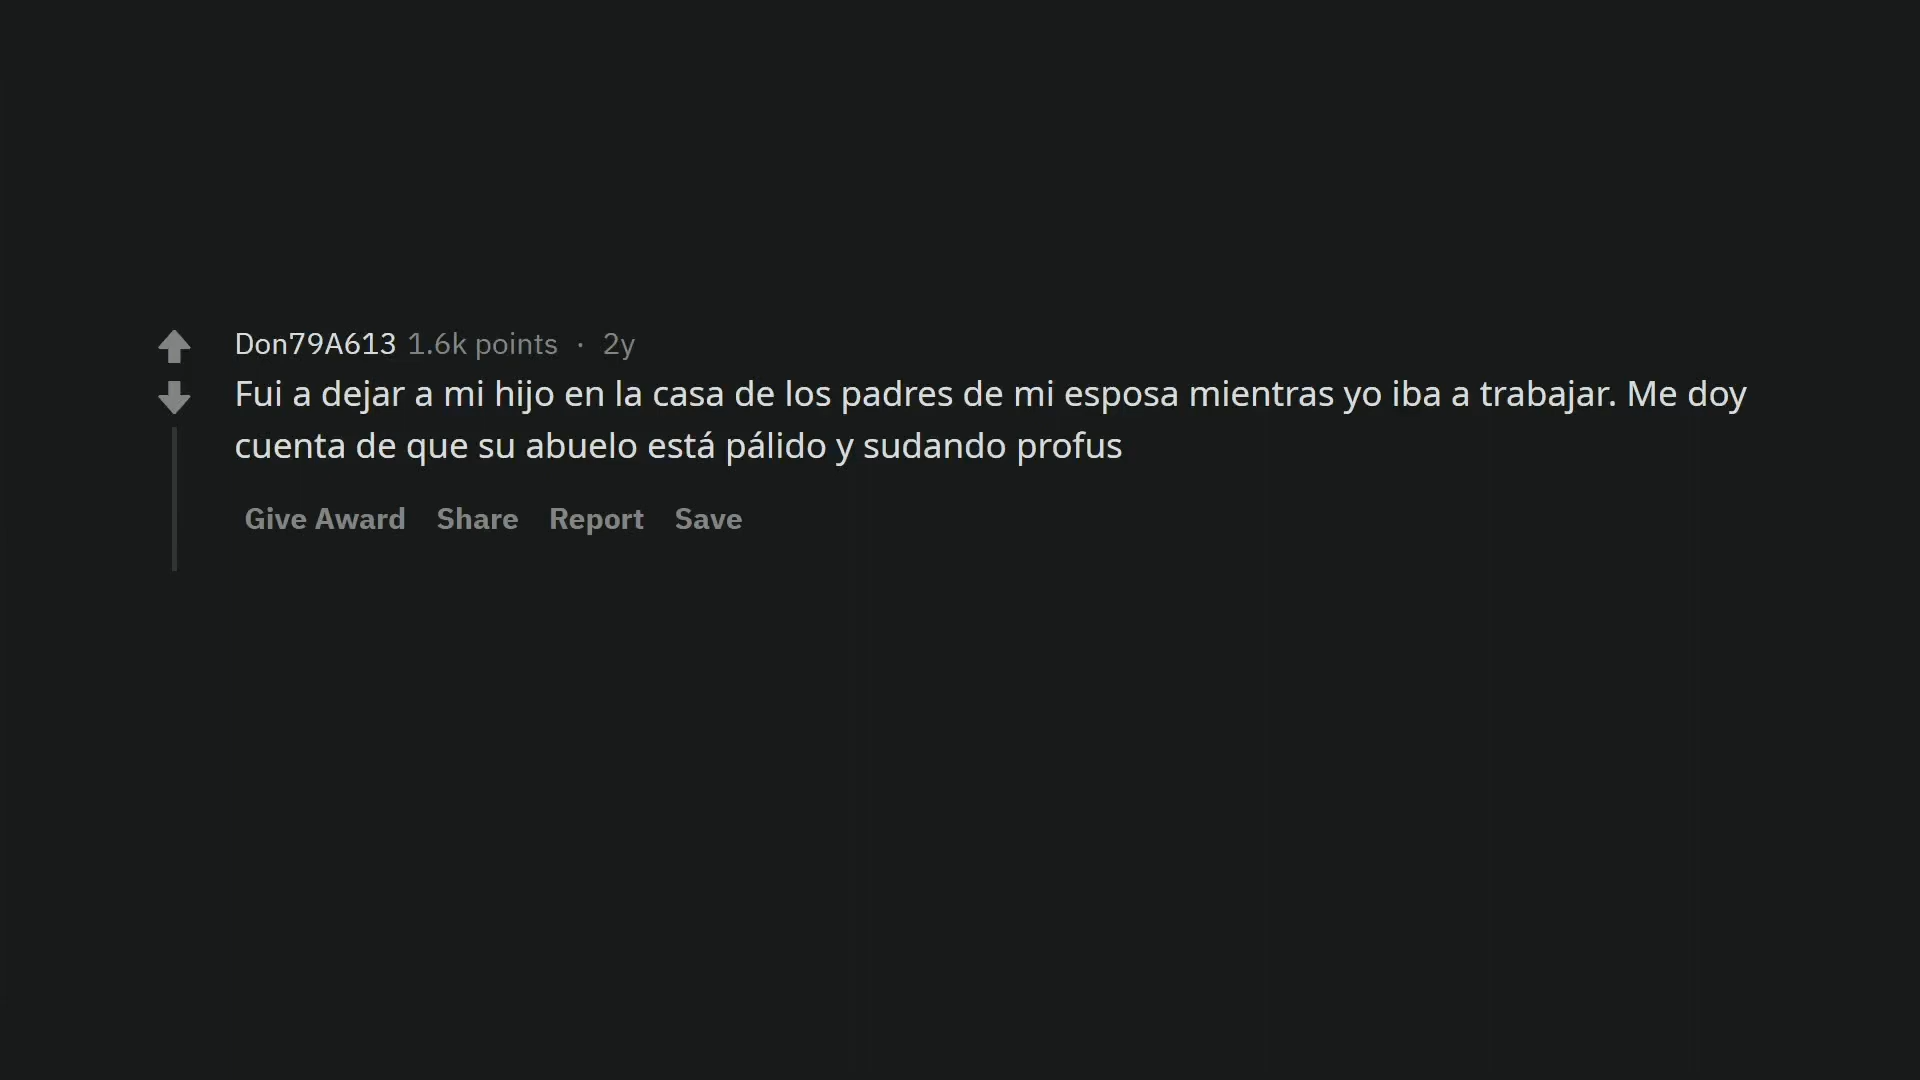 Don79A613 1.6k points · 2y
Fui a dejar a mi hijo en la casa de los padres de mi esposa mientras yo iba a trabajar. Me doy
cuenta de que su abuelo está pálido y sudando profus
Give Award Share Report Save